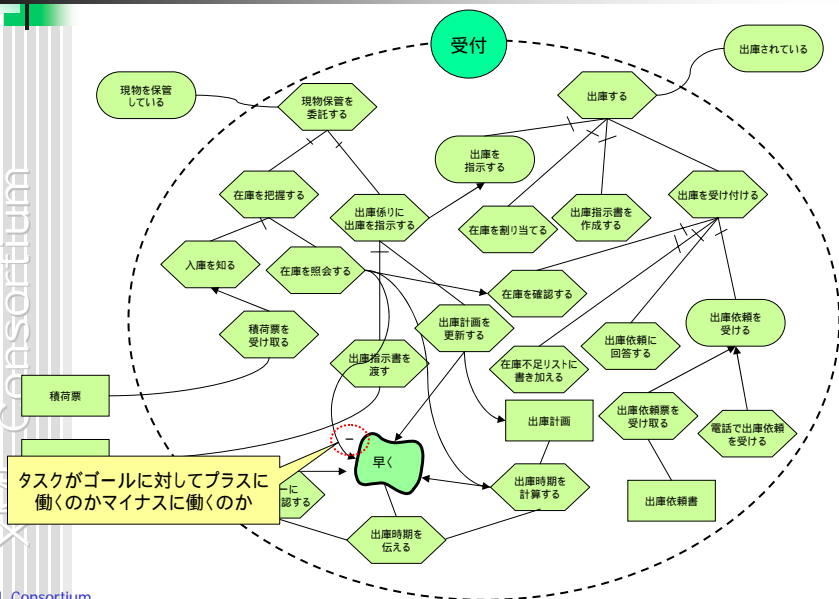 受付
出庫されている
現物を保管
している
現物保管を
委託する
出庫する
出庫を
指示する
在庫を把握する
出庫係りに
出庫を指示する
在庫を割り当てる
出庫指示書を
作成する
出庫を受け付ける
入庫を知る
在庫を照会する
在庫を確認する
積荷票を
受け取る
出庫計画を
更新する
出庫依頼を
受ける
出庫依頼に
回答する
出庫指示書を
渡す
在庫不足リストに
書き加える
積荷票
出庫計画
出庫依頼票を
受け取る
電話で出庫依頼
を受ける
−
早く
タスクがゴールに対してプラスに
働くのかマイナスに働くのか
ーに
認する
出庫時期を
計算する
出庫依頼書
出庫時期を
伝える
Consortium
Consortium